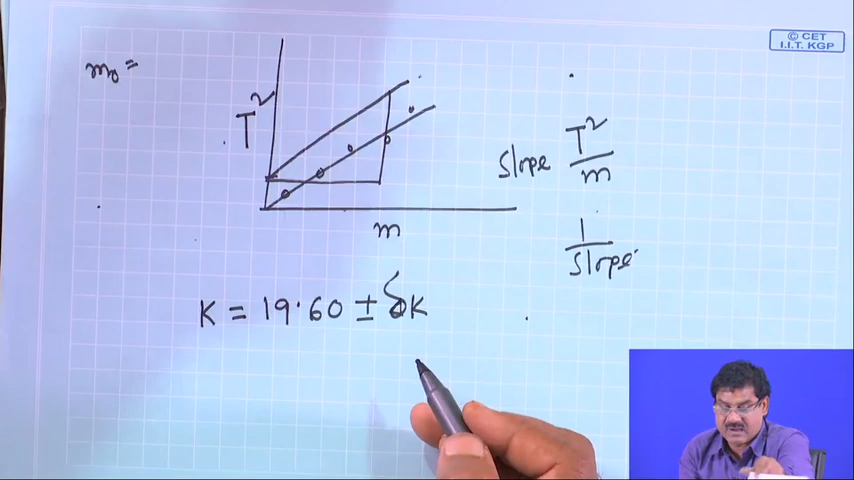 © CET
I.I.T. KGP
m₀ =
T²
Slope T²/m
m
1/Slope
K = 19.60 ± δK